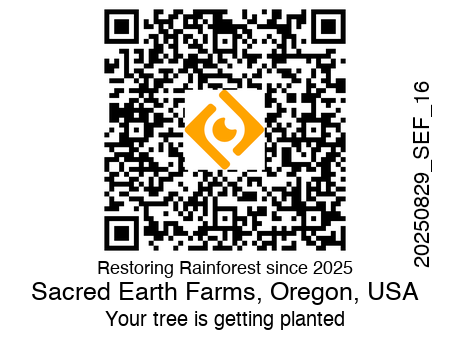 Restoring Rainforest since 2025
Sacred Earth Farms, Oregon, USA
Your tree is getting planted
20250829_SEF_16